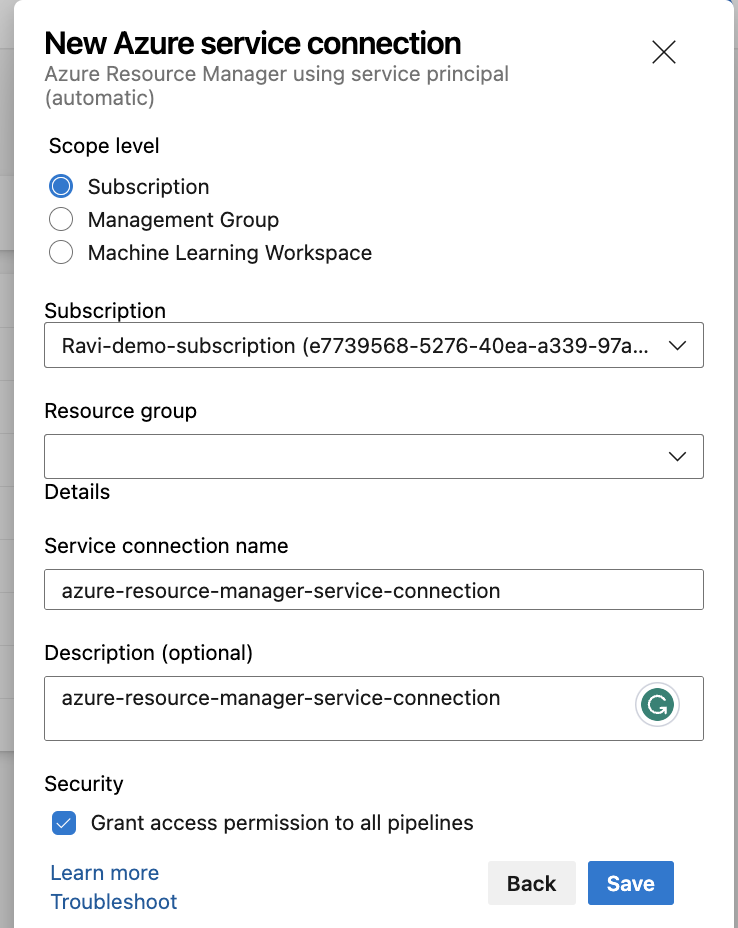 New Azure service connection
Azure Resource Manager using service principal
(automatic)
Scope level
Subscription
Management Group
Machine Learning Workspace
Subscription
Ravi-demo-subscription (e7739568-5276-40ea-a339-97a...
Resource group
Details
Service connection name
azure-resource-manager-service-connection
Description (optional)
azure-resource-manager-service-connection
Security
Grant access permission to all pipelines
Learn more
Troubleshoot
Back
Save